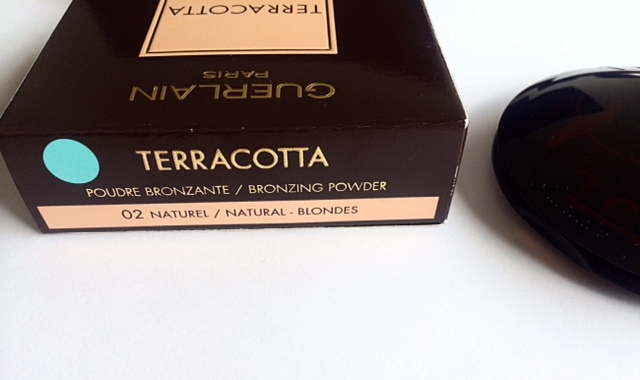 TERRACOTTA
GUERLAIN
PARIS
TERRACOTTA
POUDRE BRONZANTE / BRONZING POWDER
02 NATUREL / NATURAL - BLONDES